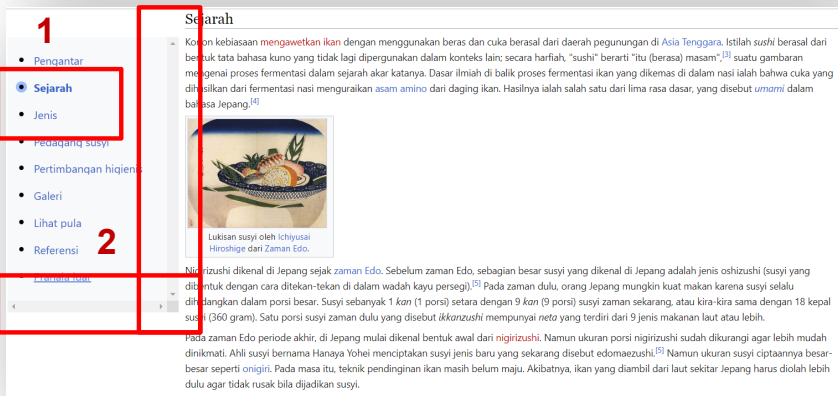 1
Pengantar
Sejarah
Jenis
Pedagang susyi
Pertimbangan higienis
Galeri
Lihat pula
Referensi
2
Pranala luar
Sejarah
Konon kebiasaan mengawetkan ikan dengan menggunakan beras dan cuka berasal dari daerah pegunungan di Asia Tenggara. Istilah sushi berasal dari
bentuk tata bahasa kuno yang tidak lagi dipergunakan dalam konteks lain; secara harfiah, "sushi" berarti "itu (berasa) masam",[3] suatu gambaran
mengenai proses fermentasi dalam sejarah akar katanya. Dasar ilmiah di balik proses fermentasi ikan yang dikemas di dalam nasi ialah bahwa cuka yang
dihasilkan dari fermentasi nasi menguraikan asam amino dari daging ikan. Hasilnya ialah salah satu dari lima rasa dasar, yang disebut umami dalam
bahasa Jepang.[4]
Lukisan susyi oleh Ichiyusai
Hiroshige dari Zaman Edo.
Nigirizushi dikenal di Jepang sejak zaman Edo. Sebelum zaman Edo, sebagian besar susyi yang dikenal di Jepang adalah jenis oshizushi (susyi yang
dibentuk dengan cara ditekan-tekan di dalam wadah kayu persegi).[5] Pada zaman dulu, orang Jepang mungkin kuat makan karena susyi selalu
dihidangkan dalam porsi besar. Susyi sebanyak 1 kan (1 porsi) setara dengan 9 kan (9 porsi) susyi zaman sekarang, atau kira-kira sama dengan 18 kepal
susyi (360 gram). Satu porsi susyi zaman dulu yang disebut ikkanzushi mempunyai neta yang terdiri dari 9 jenis makanan laut atau lebih.
Pada zaman Edo periode akhir, di Jepang mulai dikenal bentuk awal dari nigirizushi. Namun ukuran porsi nigirizushi sudah dikurangi agar lebih mudah
dinikmati. Ahli susyi bernama Hanaya Yohei menciptakan susyi jenis baru yang sekarang disebut edomaezushi.[5] Namun ukuran susyi ciptaannya besar-
besar seperti onigiri. Pada masa itu, teknik pendinginan ikan masih belum maju. Akibatnya, ikan yang diambil dari laut sekitar Jepang harus diolah lebih
dulu agar tidak rusak bila dijadikan susyi.